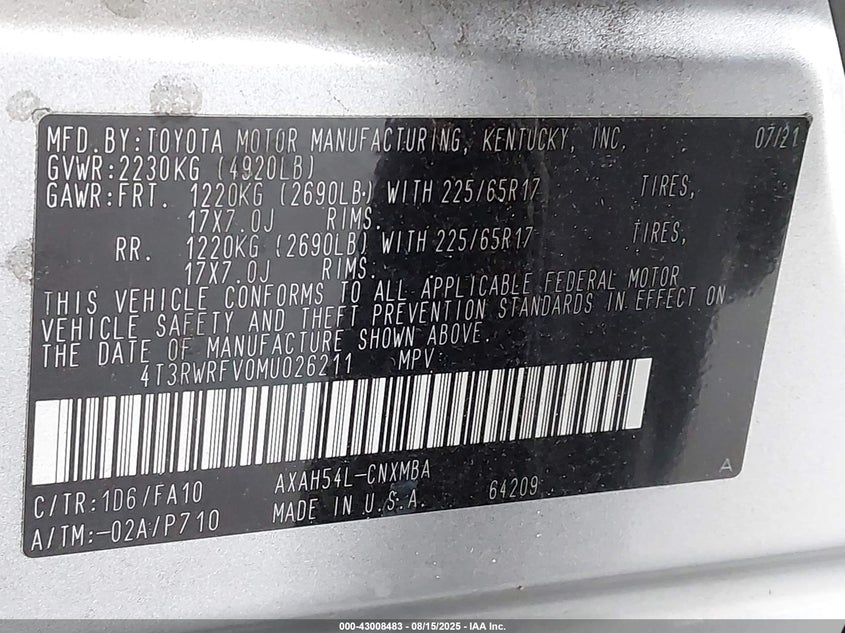 MFD.BY:TOYOTA MOTOR MANUFACTURING, KENTUCKY, INC. 07/21
GVWR:2230KG (4920LB)
GAWR:FRT. 1220KG (2690LB) WITH 225/65R17 TIRES,
17X7.0J RIMS.
RR. 1220KG (2690LB) WITH 225/65R17 TIRES,
17X7.0J RIMS.
THIS VEHICLE CONFORMS TO ALL APPLICABLE FEDERAL MOTOR
VEHICLE SAFETY AND THEFT PREVENTION STANDARDS IN EFFECT ON
THE DATE OF MANUFACTURE SHOWN ABOVE.
4T3RWRFV0MU026211 MPV
C/TR:1D6/FA10 AXAH54L-CNXMBA A
A/TM:-02A/P710 MADE IN U.S.A. 64209
000-43008483 - 08/15/2025 - IAA Inc.